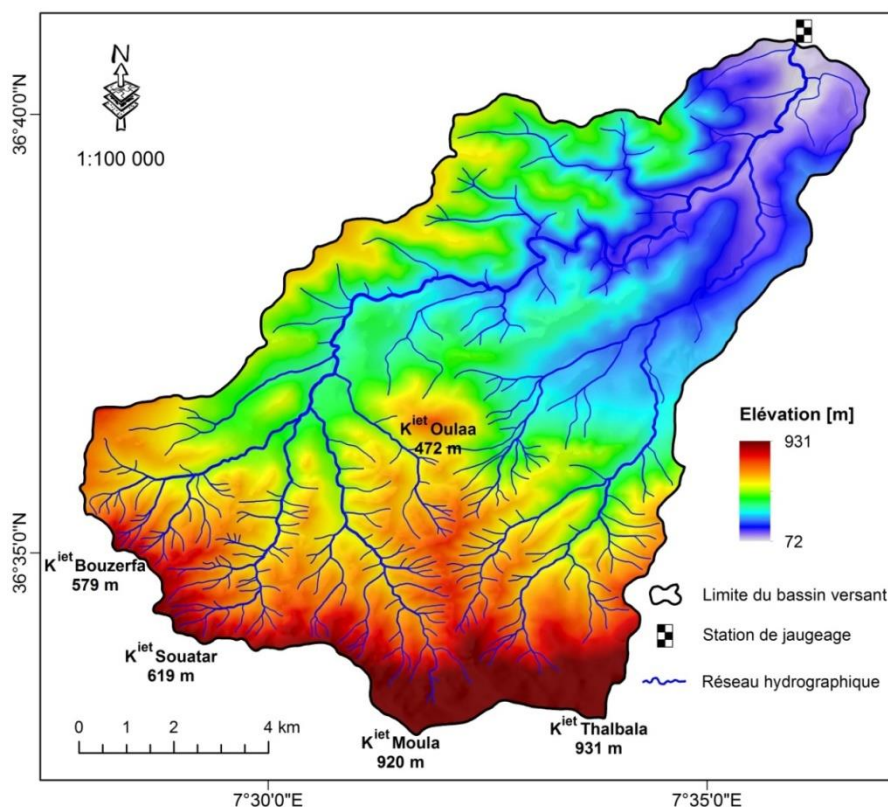 N
1:100 000
36°40'0"N
36°35'0"N
K^iet Oulaa
472 m
Elévation [m]
931
72
K^iet Bouzerfa
579 m
K^iet Souatar
619 m
K^iet Moula
920 m
K^iet Thalbala
931 m
Limite du bassin versant
Station de jaugeage
Réseau hydrographique
0 1 2 4 km
7°30'0"E
7°35'0"E